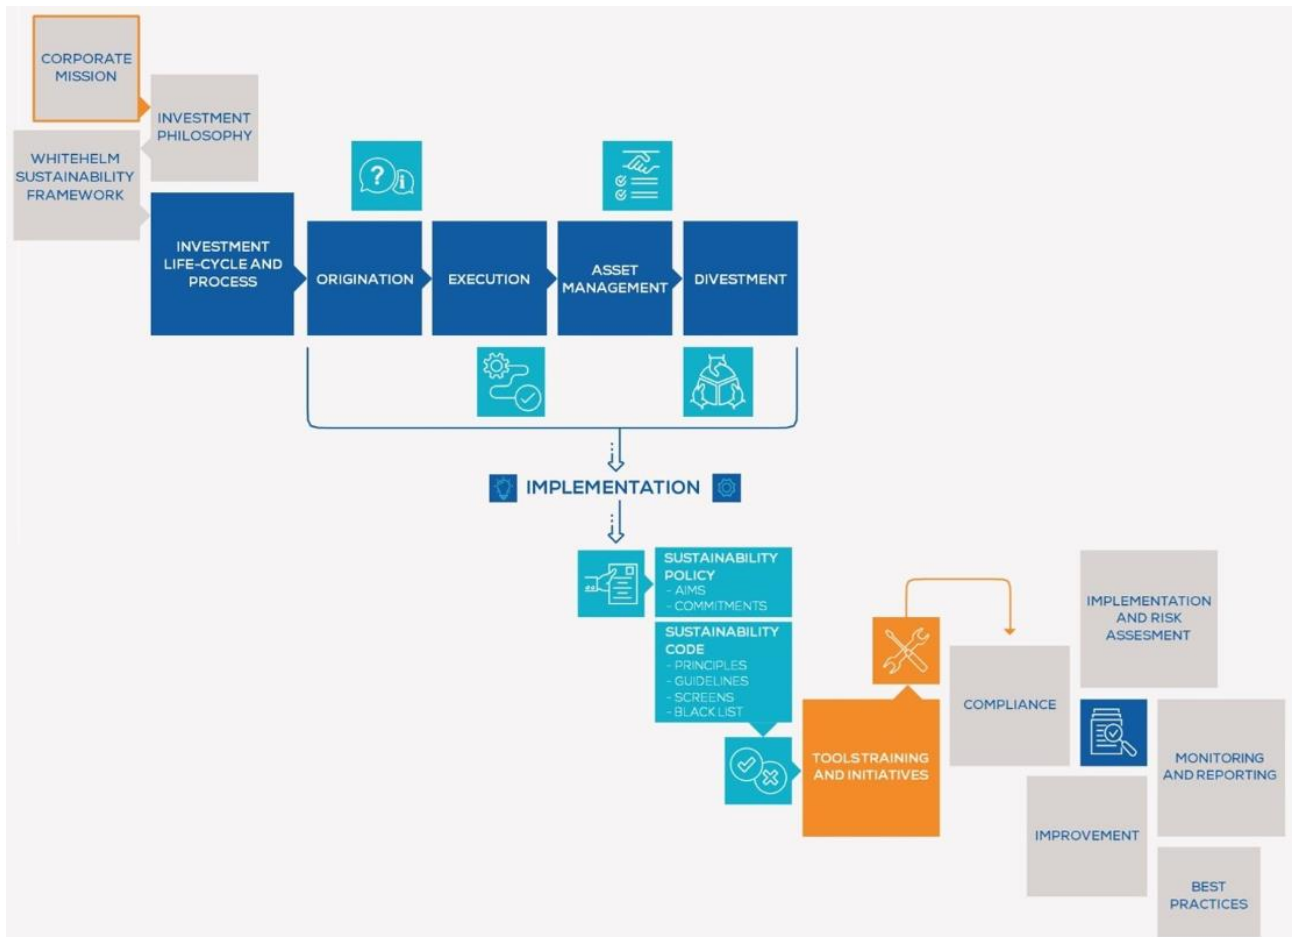 CORPORATE
MISSION
INVESTMENT
PHILOSOPHY
WHITEHELM
SUSTAINABILITY
FRAMEWORK
INVESTMENT
LIFE-CYCLE AND
PROCESS
ORIGINATION
EXECUTION
ASSET
MANAGEMENT
DIVESTMENT
IMPLEMENTATION
SUSTAINABILITY
POLICY
- AIMS
- COMMITMENTS
SUSTAINABILITY
CODE
- PRINCIPLES
- GUIDELINES
- SCREENS
- BLACK LIST
TOOLS TRAINING
AND INITIATIVES
COMPLIANCE
IMPLEMENTATION
AND RISK
ASSESMENT
MONITORING
AND REPORTING
IMPROVEMENT
BEST
PRACTICES